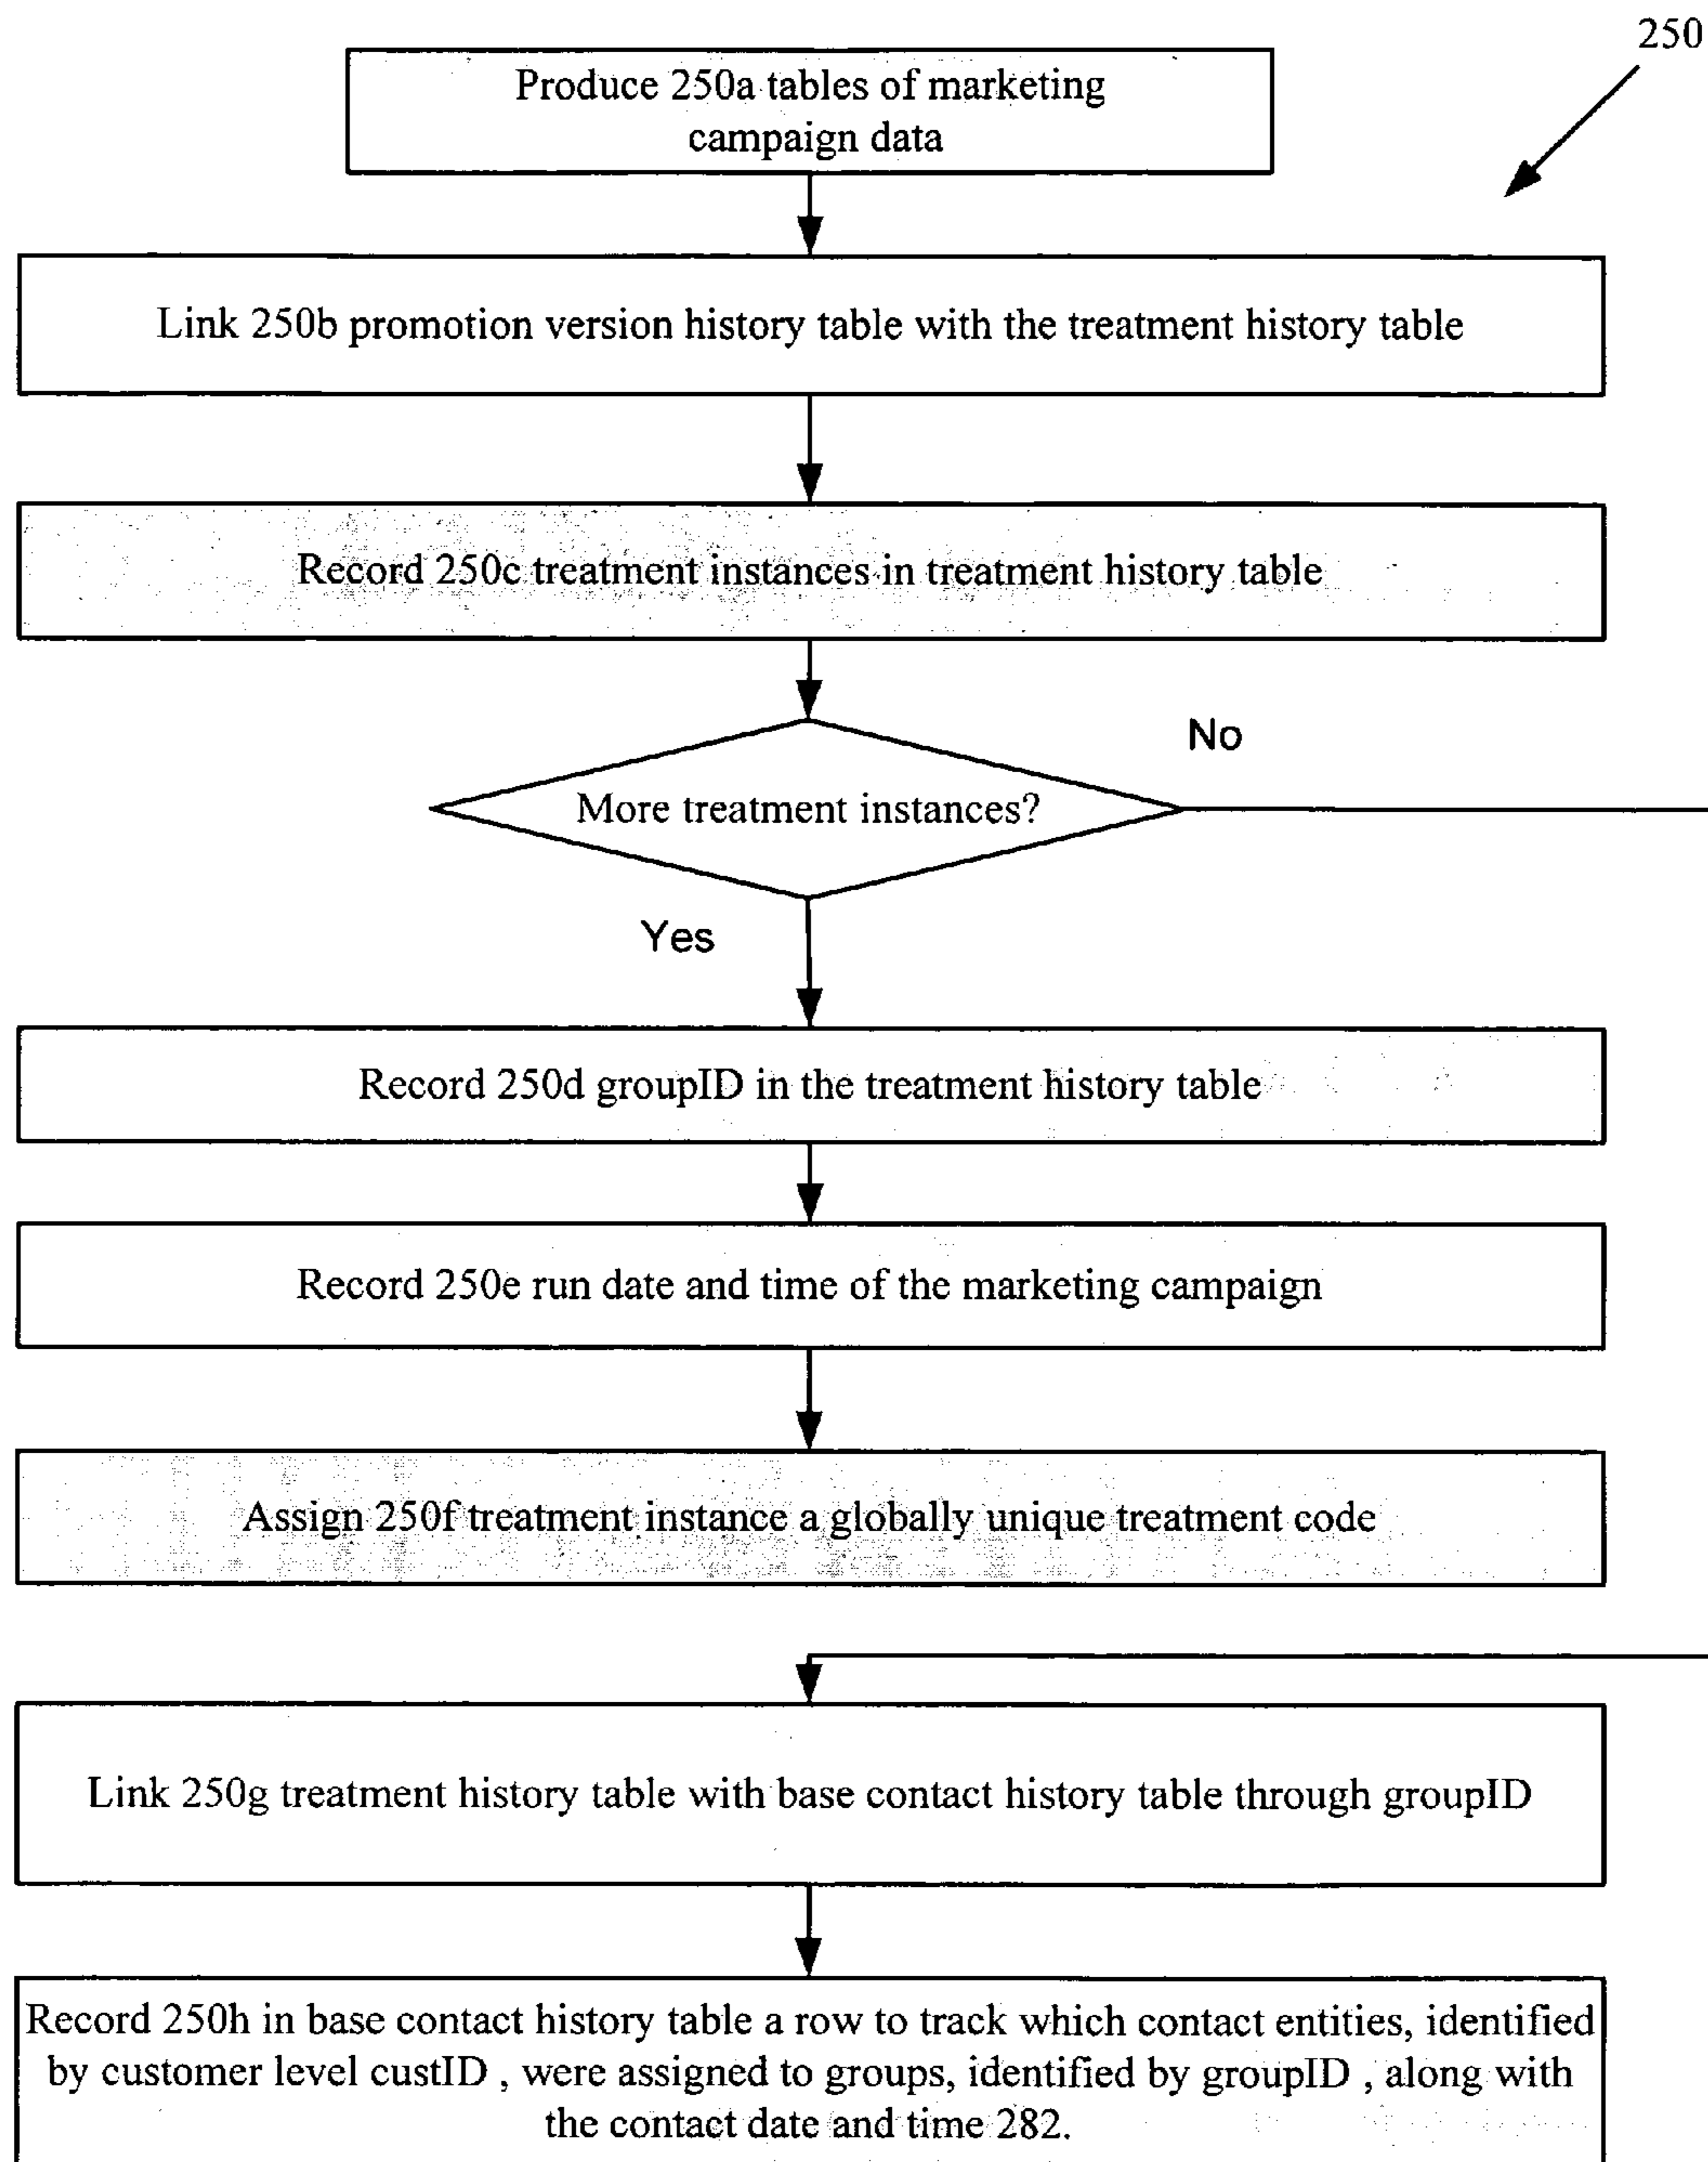 250
Produce 250a tables of marketing
campaign data
Link 250b promotion version history table with the treatment history table
Record 250c treatment instances in treatment history table
No
More treatment instances?
Yes
Record 250d groupID in the treatment history table
Record 250e run date and time of the marketing campaign
Assign 250f treatment instance a globally unique treatment code
Link 250g treatment history table with base contact history table through groupID
Record 250h in base contact history table a row to track which contact entities, identified
by customer level custID , were assigned to groups, identified by groupID , along with
the contact date and time 282.